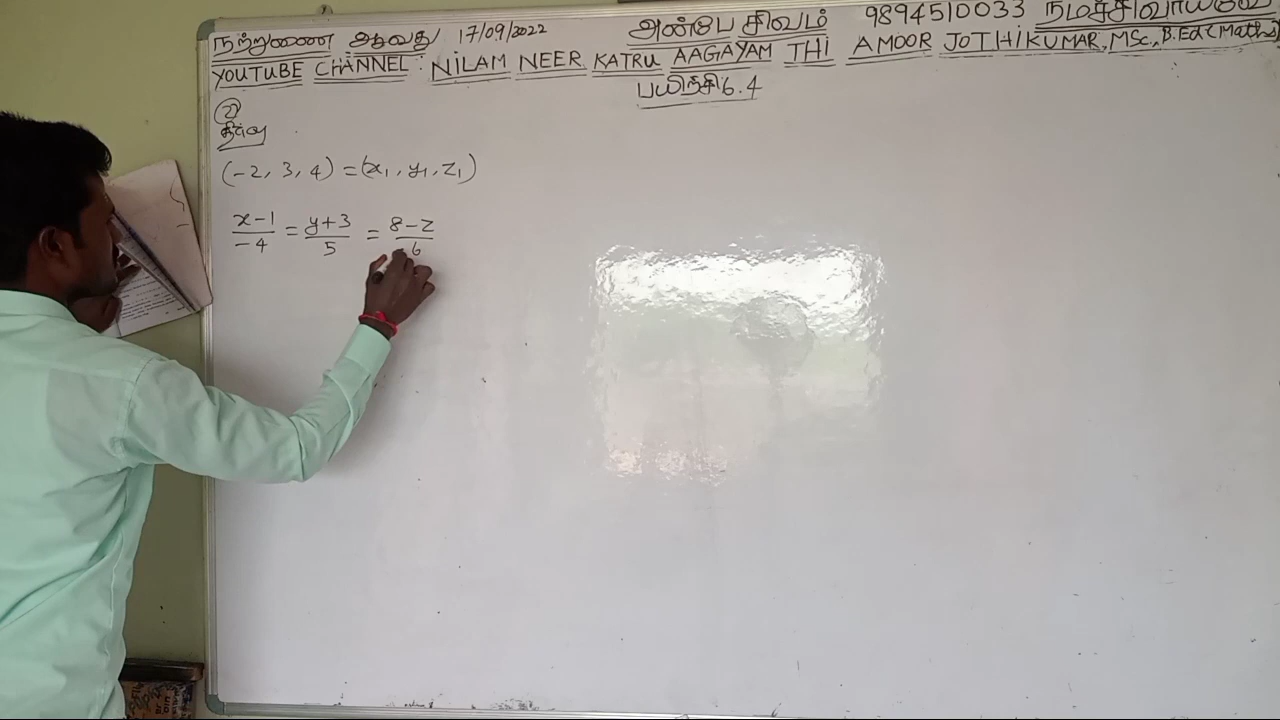 நற்றுணை ஆவது 17/09/2022 அன்பே சிவம் 9894510033 நமச்சிவாயவே
YOUTUBE CHANNEL : NILAM NEER KATRU AAGAYAM THI AMOOR JOTHIKUMAR, MSc., B.Ed (Maths)
பயிற்சி 6.4
②
தீர்வு
(-2, 3, 4) = (x₁, y₁, z₁)
(x-1)/(-4) = (y+3)/5 = (8-z)/6